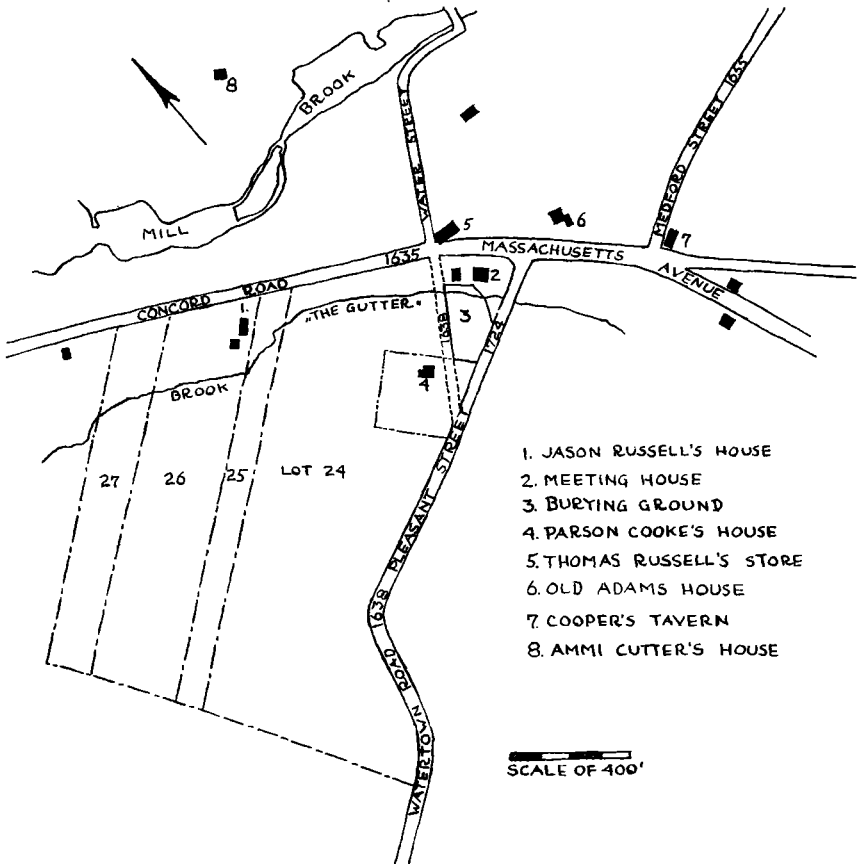 8
BROOK
MILL
WATER STREET
MEDFORD STREET 1655
5
6
7
1635
MASSACHUSETTS
AVENUE
CONCORD ROAD
1.
2
"THE GUTTER"
3
1638
1724
4
BROOK
27
26
25
LOT 24
PLEASANT STREET
1638
WATERTOWN ROAD
1. JASON RUSSELL'S HOUSE
2. MEETING HOUSE
3. BURYING GROUND
4. PARSON COOKE'S HOUSE
5. THOMAS RUSSELL'S STORE
6. OLD ADAMS HOUSE
7. COOPER'S TAVERN
8. AMMI CUTTER'S HOUSE
SCALE OF 400'